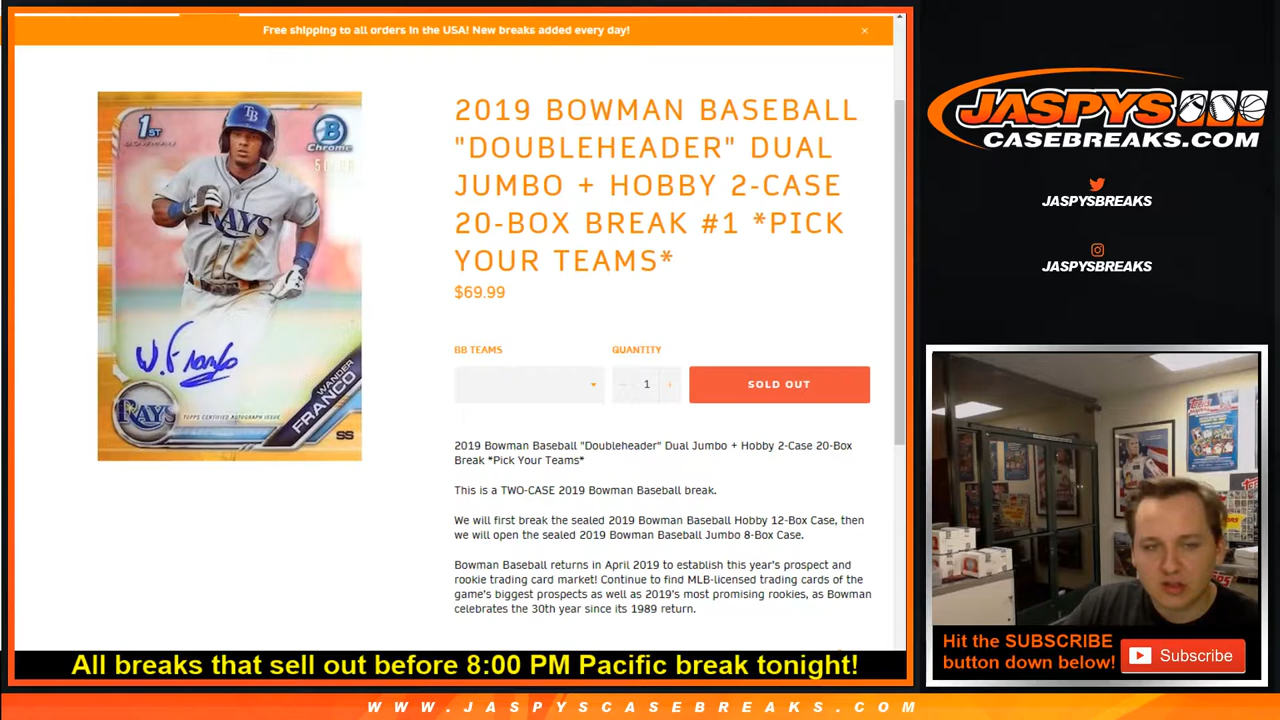 Free shipping to all orders in the USA! New breaks added every day!
×
1ST
BOWMAN
TB
B
Chrome
RAYS
W. Franco
RAYS
TOPPS CERTIFIED AUTOGRAPH ISSUE
WANDER
FRANCO
SS
2019 BOWMAN BASEBALL
"DOUBLEHEADER" DUAL
JUMBO + HOBBY 2-CASE
20-BOX BREAK #1 *PICK
YOUR TEAMS*
$69.99
BB TEAMS
QUANTITY
− 1 +
SOLD OUT
2019 Bowman Baseball "Doubleheader" Dual Jumbo + Hobby 2-Case 20-Box
Break *Pick Your Teams*
This is a TWO-CASE 2019 Bowman Baseball break.
We will first break the sealed 2019 Bowman Baseball Hobby 12-Box Case, then
we will open the sealed 2019 Bowman Baseball Jumbo 8-Box Case.
Bowman Baseball returns in April 2019 to establish this year's prospect and
rookie trading card market! Continue to find MLB-licensed trading cards of the
game's biggest prospects as well as 2019's most promising rookies, as Bowman
celebrates the 30th year since its 1989 return.
JASPYS
CASEBREAKS.COM
JASPYSBREAKS
JASPYSBREAKS
Topps
Hit the SUBSCRIBE
button down below!
Subscribe
All breaks that sell out before 8:00 PM Pacific break tonight!
WWW.JASPYSCASEBREAKS.COM